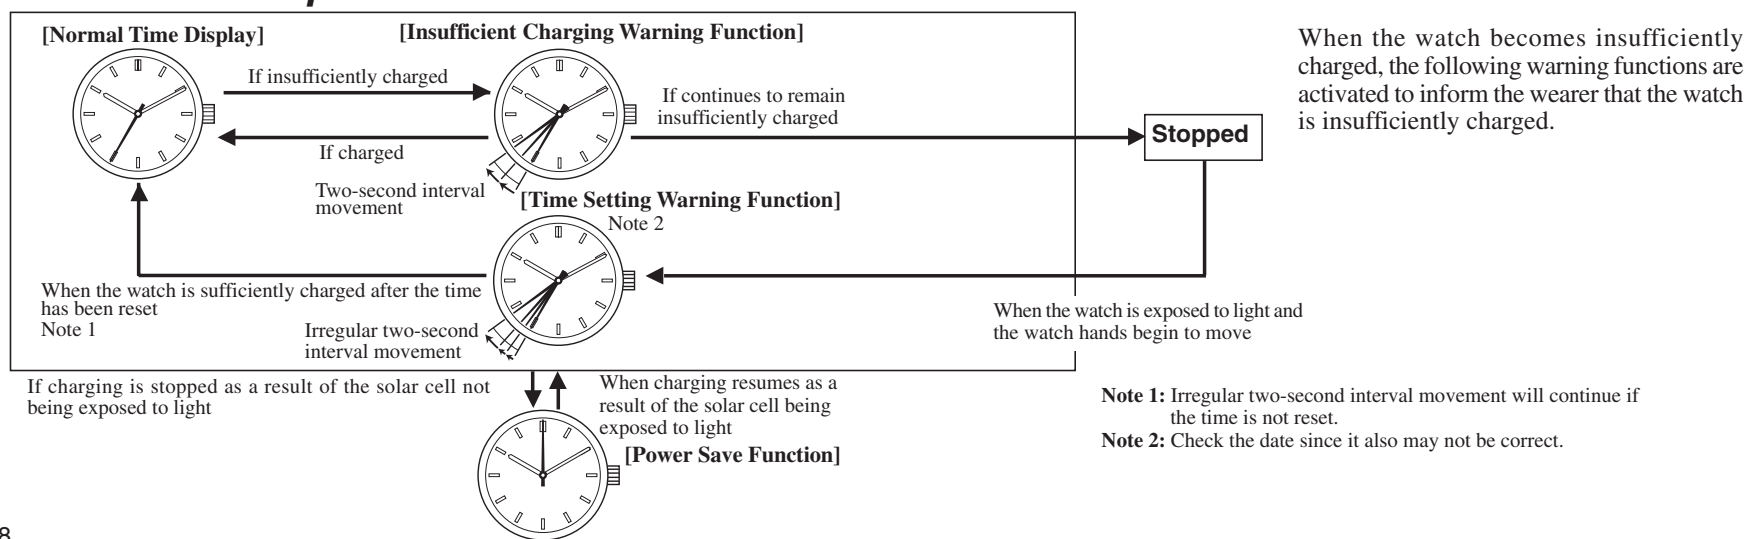 [Normal Time Display]
[Insufficient Charging Warning Function]
If insufficiently charged
If continues to remain
insufficiently charged
If charged
Two-second interval
movement
Stopped
When the watch becomes insufficiently
charged, the following warning functions are
activated to inform the wearer that the watch
is insufficiently charged.
[Time Setting Warning Function]
Note 2
When the watch is sufficiently charged after the time
has been reset
Note 1
Irregular two-second
interval movement
When the watch is exposed to light and
the watch hands begin to move
If charging is stopped as a result of the solar cell not
being exposed to light
When charging resumes as a
result of the solar cell being
exposed to light
[Power Save Function]
Note 1: Irregular two-second interval movement will continue if
the time is not reset.
Note 2: Check the date since it also may not be correct.